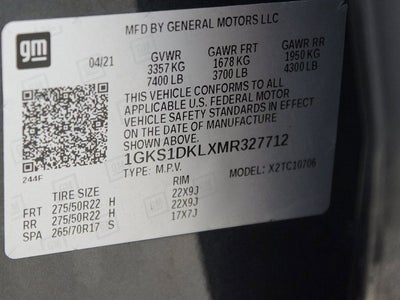 MFD BY GENERAL MOTORS LLC
gm
04/21 GVWR GAWR FRT GAWR RR
3357 KG 1678 KG 1950 KG
7400 LB 3700 LB 4300 LB
THIS VEHICLE CONFORMS TO ALL
APPLICABLE U.S. FEDERAL MOTOR
VEHICLE SAFETY STANDARDS IN EFFECT
ON THE DATE OF MANUFACTURE
SHOWN ABOVE.
1GKS1DKLXMR327712
244F TYPE: M.P.V. MODEL: X2TC10706
TIRE SIZE RIM
FRT 275/50R22 H 22X9J
RR 275/50R22 H 22X9J
SPA 265/70R17 S 17X7J